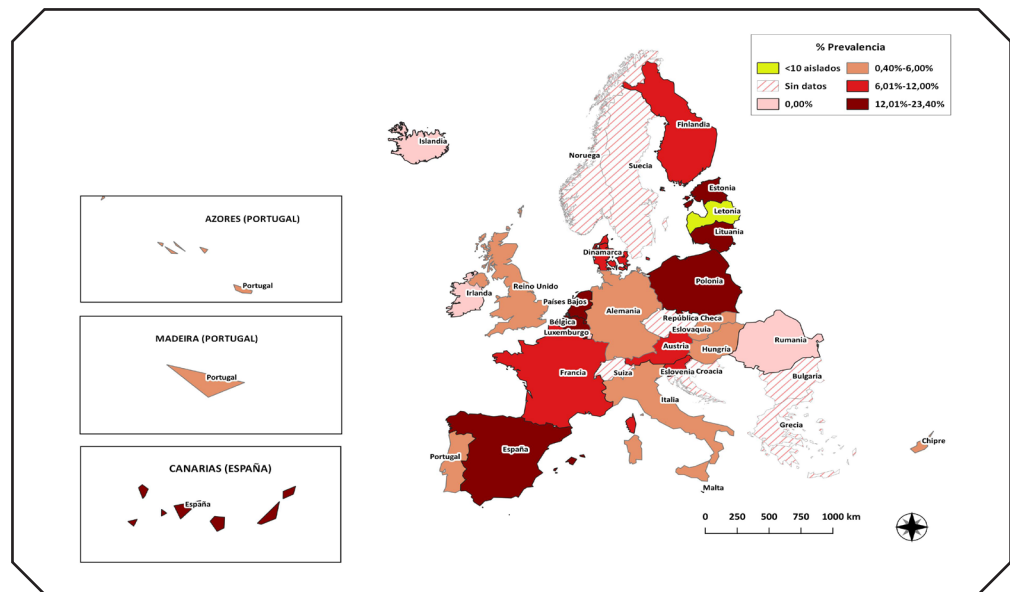 % Prevalencia
<10 aislados
0,40%-6,00%
Sin datos
6,01%-12,00%
0,00%
12,01%-23,40%
Finlandia
Islandia
Noruega
Suecia
Estonia
Letonia
Lituania
AZORES (PORTUGAL)
Portugal
Dinamarca
Polonia
Irlanda
Reino Unido
Países Bajos
Alemania
Bélgica
República Checa
Luxemburgo
Eslovaquia
MADEIRA (PORTUGAL)
Portugal
Austria
Hungría
Rumania
Francia
Suiza
Eslovenia
Croacia
Bulgaria
Italia
Grecia
Chipre
España
Portugal
Malta
CANARIAS (ESPAÑA)
España
0 250 500 750 1000 km